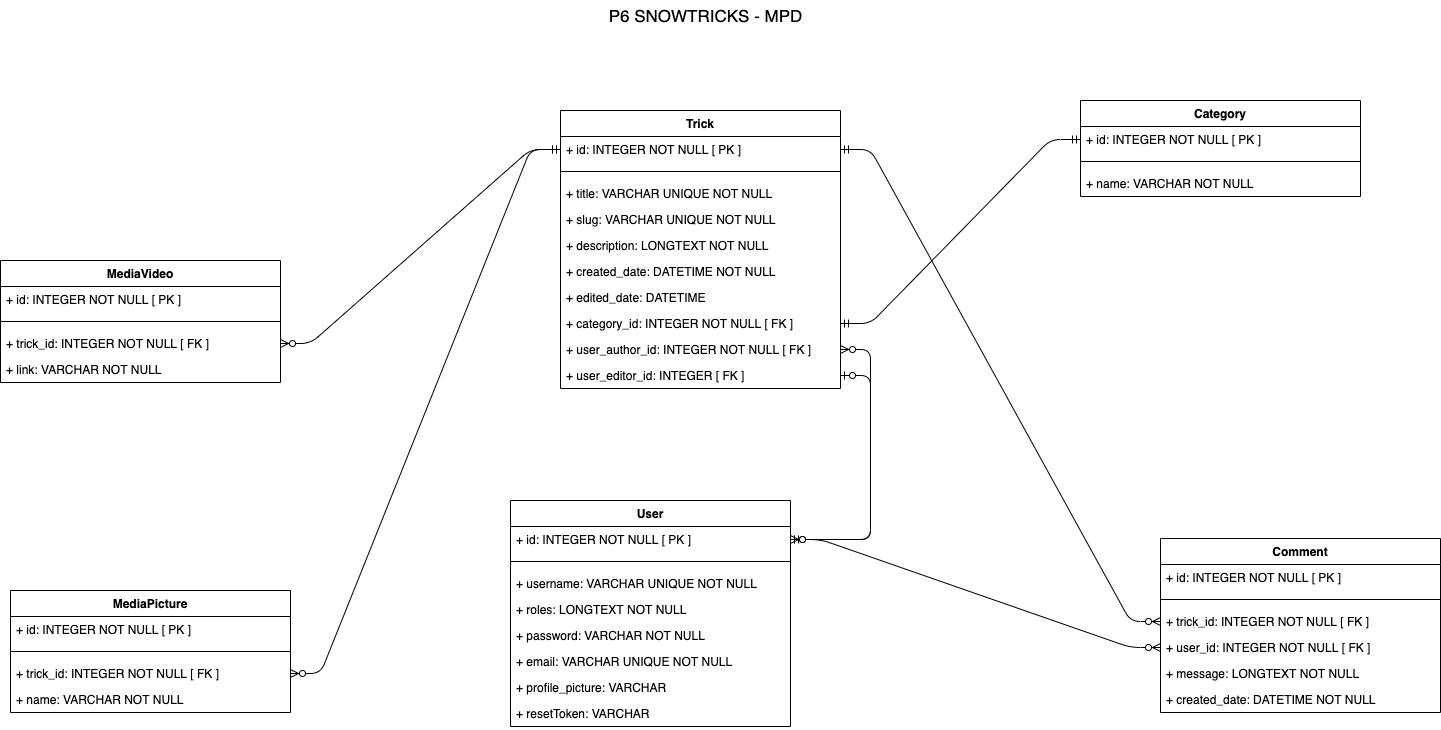 P6 SNOWTRICKS - MPD
Trick
+ id: INTEGER NOT NULL [ PK ]
+ title: VARCHAR UNIQUE NOT NULL
+ slug: VARCHAR UNIQUE NOT NULL
+ description: LONGTEXT NOT NULL
+ created_date: DATETIME NOT NULL
+ edited_date: DATETIME
+ category_id: INTEGER NOT NULL [ FK ]
+ user_author_id: INTEGER NOT NULL [ FK ]
+ user_editor_id: INTEGER [ FK ]
Category
+ id: INTEGER NOT NULL [ PK ]
+ name: VARCHAR NOT NULL
MediaVideo
+ id: INTEGER NOT NULL [ PK ]
+ trick_id: INTEGER NOT NULL [ FK ]
+ link: VARCHAR NOT NULL
MediaPicture
+ id: INTEGER NOT NULL [ PK ]
+ trick_id: INTEGER NOT NULL [ FK ]
+ name: VARCHAR NOT NULL
User
+ id: INTEGER NOT NULL [ PK ]
+ username: VARCHAR UNIQUE NOT NULL
+ roles: LONGTEXT NOT NULL
+ password: VARCHAR NOT NULL
+ email: VARCHAR UNIQUE NOT NULL
+ profile_picture: VARCHAR
+ resetToken: VARCHAR
Comment
+ id: INTEGER NOT NULL [ PK ]
+ trick_id: INTEGER NOT NULL [ FK ]
+ user_id: INTEGER NOT NULL [ FK ]
+ message: LONGTEXT NOT NULL
+ created_date: DATETIME NOT NULL